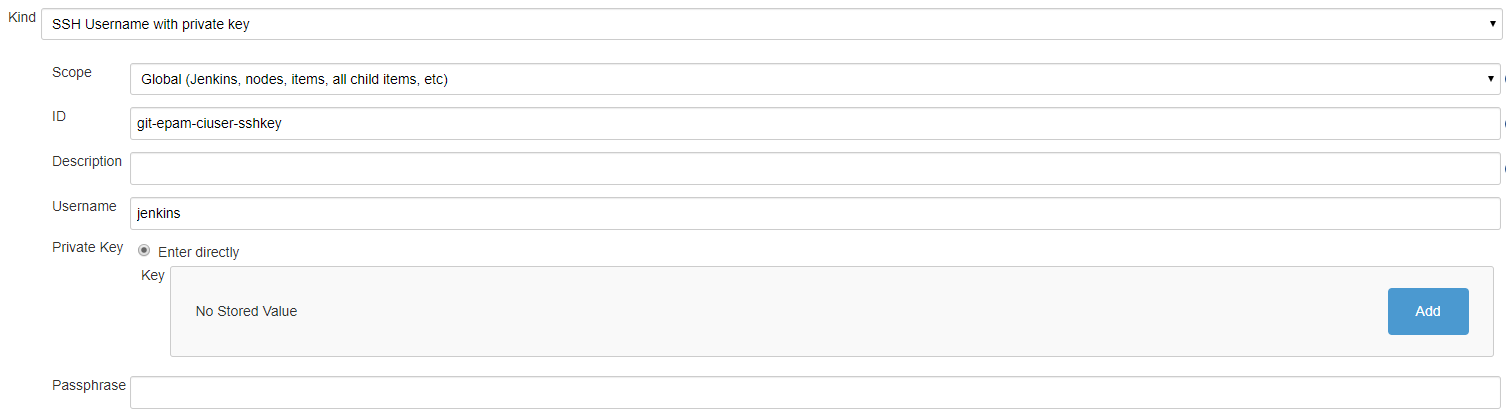 Kind SSH Username with private key
Scope Global (Jenkins, nodes, items, all child items, etc)
ID git-epam-ciuser-sshkey
Description
Username jenkins
Private Key Enter directly
Key
No Stored Value Add
Passphrase